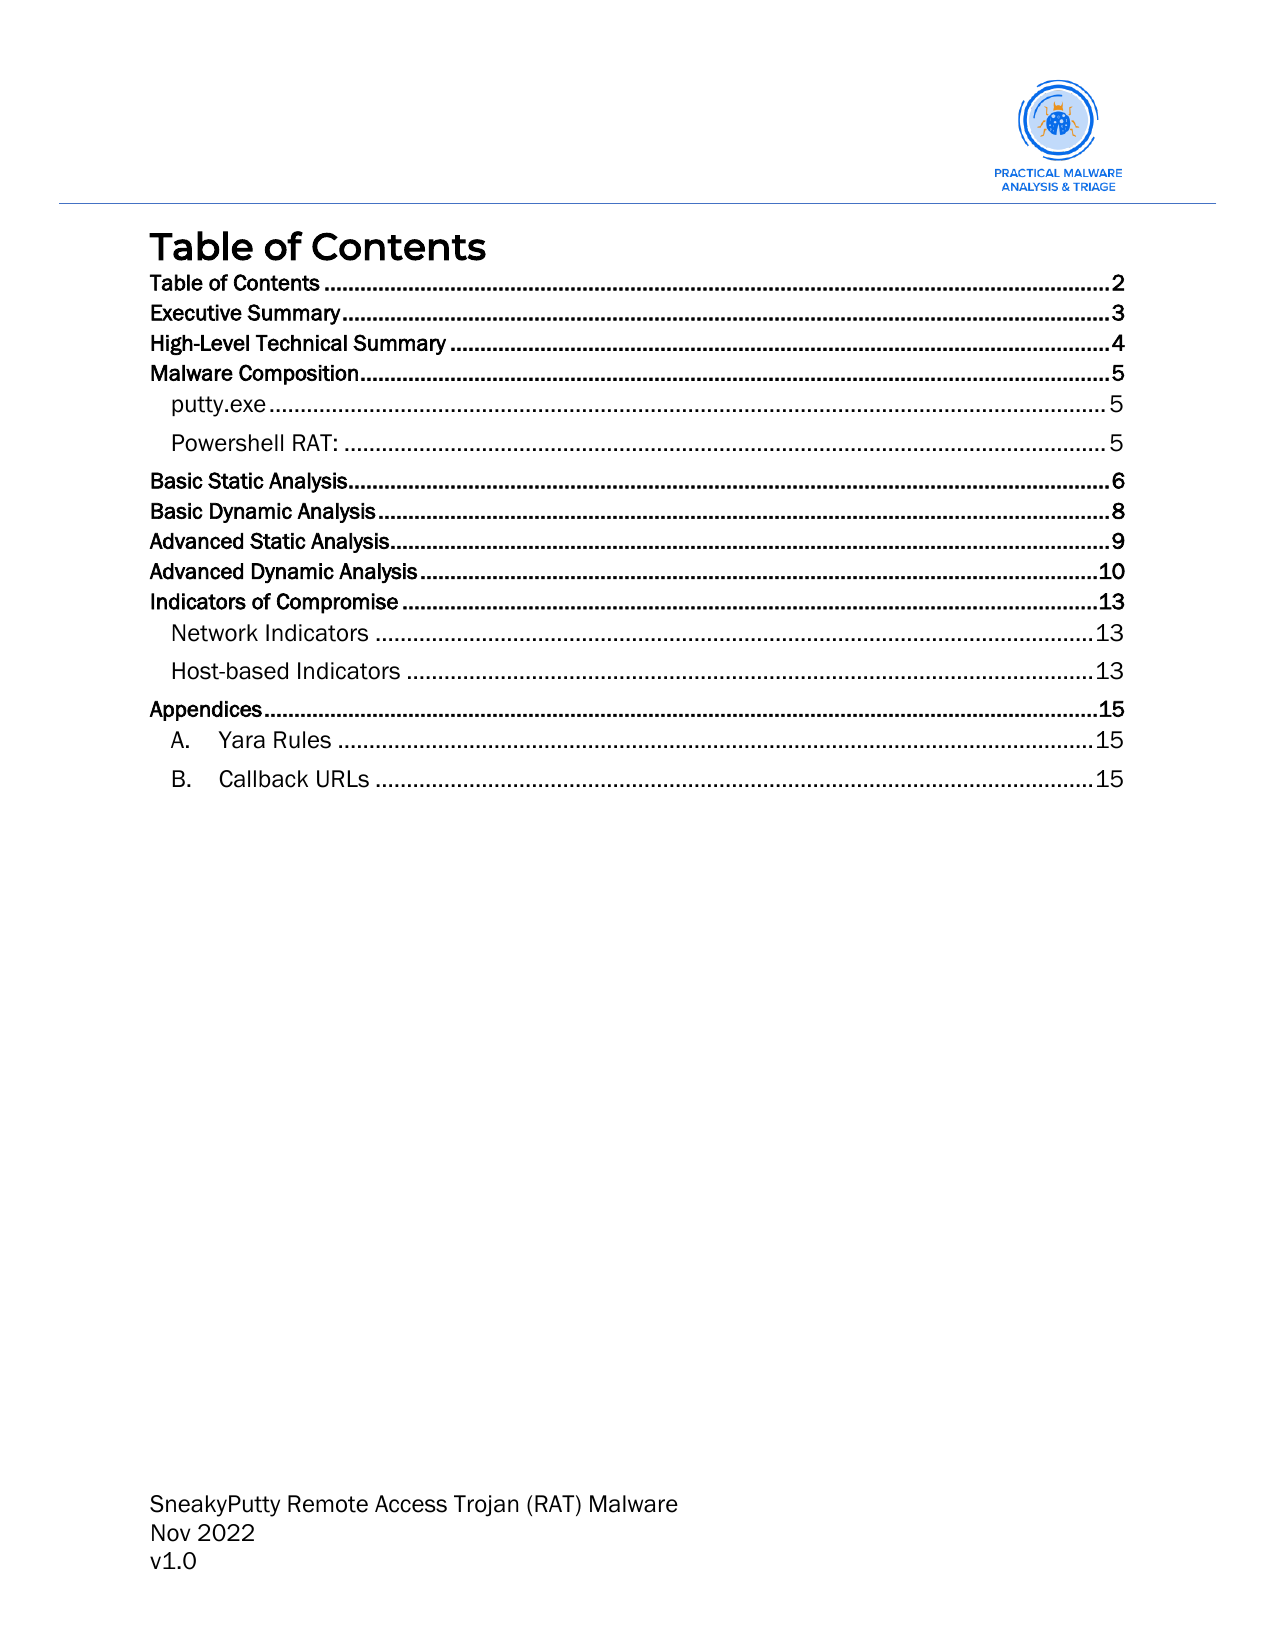 PRACTICAL MALWARE
ANALYSIS & TRIAGE
Table of Contents
Table of Contents ........ 2
Executive Summary ........ 3
High-Level Technical Summary ........ 4
Malware Composition ........ 5
putty.exe ........ 5
Powershell RAT: ........ 5
Basic Static Analysis ........ 6
Basic Dynamic Analysis ........ 8
Advanced Static Analysis ........ 9
Advanced Dynamic Analysis ........ 10
Indicators of Compromise ........ 13
Network Indicators ........ 13
Host-based Indicators ........ 13
Appendices ........ 15
A. Yara Rules ........ 15
B. Callback URLs ........ 15
SneakyPutty Remote Access Trojan (RAT) Malware
Nov 2022
v1.0